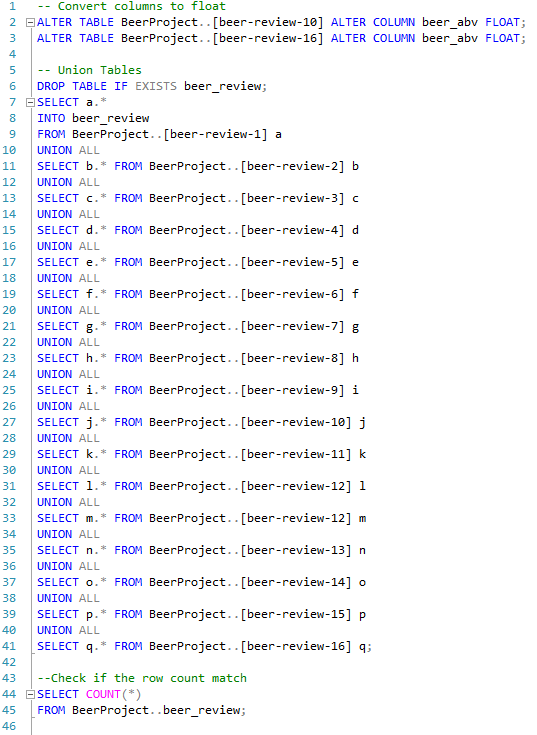 1 -- Convert columns to float
2 ALTER TABLE BeerProject..[beer-review-10] ALTER COLUMN beer_abv FLOAT;
3 ALTER TABLE BeerProject..[beer-review-16] ALTER COLUMN beer_abv FLOAT;
4
5 -- Union Tables
6 DROP TABLE IF EXISTS beer_review;
7 SELECT a.*
8 INTO beer_review
9 FROM BeerProject..[beer-review-1] a
10 UNION ALL
11 SELECT b.* FROM BeerProject..[beer-review-2] b
12 UNION ALL
13 SELECT c.* FROM BeerProject..[beer-review-3] c
14 UNION ALL
15 SELECT d.* FROM BeerProject..[beer-review-4] d
16 UNION ALL
17 SELECT e.* FROM BeerProject..[beer-review-5] e
18 UNION ALL
19 SELECT f.* FROM BeerProject..[beer-review-6] f
20 UNION ALL
21 SELECT g.* FROM BeerProject..[beer-review-7] g
22 UNION ALL
23 SELECT h.* FROM BeerProject..[beer-review-8] h
24 UNION ALL
25 SELECT i.* FROM BeerProject..[beer-review-9] i
26 UNION ALL
27 SELECT j.* FROM BeerProject..[beer-review-10] j
28 UNION ALL
29 SELECT k.* FROM BeerProject..[beer-review-11] k
30 UNION ALL
31 SELECT l.* FROM BeerProject..[beer-review-12] l
32 UNION ALL
33 SELECT m.* FROM BeerProject..[beer-review-12] m
34 UNION ALL
35 SELECT n.* FROM BeerProject..[beer-review-13] n
36 UNION ALL
37 SELECT o.* FROM BeerProject..[beer-review-14] o
38 UNION ALL
39 SELECT p.* FROM BeerProject..[beer-review-15] p
40 UNION ALL
41 SELECT q.* FROM BeerProject..[beer-review-16] q;
42
43 --Check if the row count match
44 SELECT COUNT(*)
45 FROM BeerProject..beer_review;
46